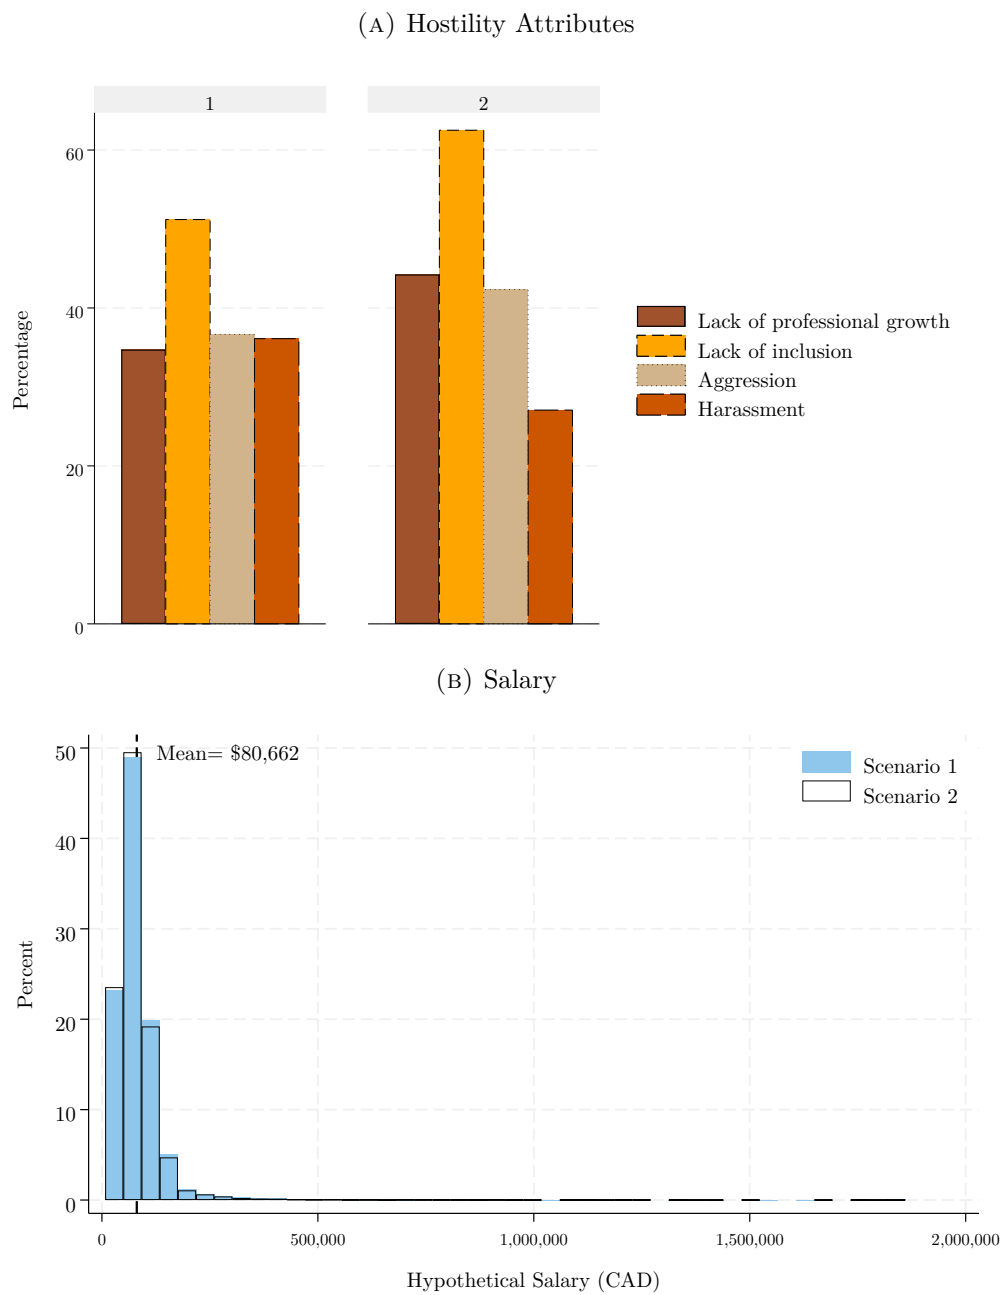 (A) Hostility Attributes
1 2
60
40
20
0
Percentage
Lack of professional growth
Lack of inclusion
Aggression
Harassment
(B) Salary
50
40
30
20
10
0
Percent
Mean= $80,662
Scenario 1
Scenario 2
0 500,000 1,000,000 1,500,000 2,000,000
Hypothetical Salary (CAD)